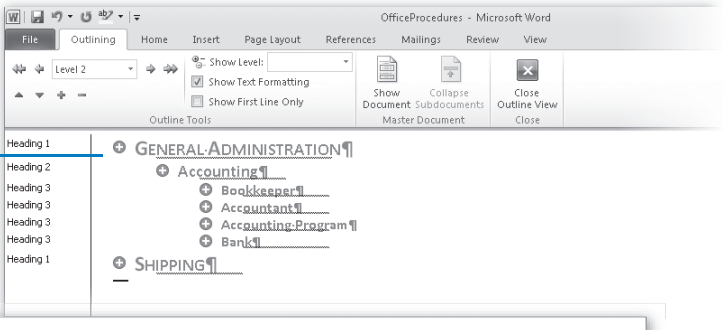 OfficeProcedures - Microsoft Word
File Outlining Home Insert Page Layout References Mailings Review View
Level 2
Show Level:
Show Text Formatting
Show First Line Only
Outline Tools
Show Document
Collapse Subdocuments
Master Document
Close Outline View
Close
Heading 1 GENERAL·ADMINISTRATION¶
Heading 2 Accounting¶
Heading 3 Bookkeeper¶
Heading 3 Accountant¶
Heading 3 Accounting·Program¶
Heading 3 Bank¶
Heading 1 SHIPPING¶